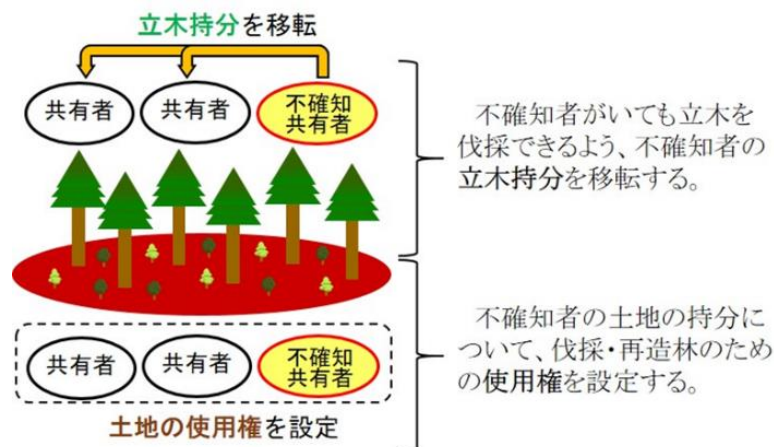 立木持分を移転
共有者 共有者 不確知
共有者
不確知者がいても立木を
伐採できるよう、不確知者の
立木持分を移転する。
不確知者の土地の持分に
ついて、伐採・再造林のため
の使用権を設定する。
共有者 共有者 不確知
共有者
土地の使用権を設定